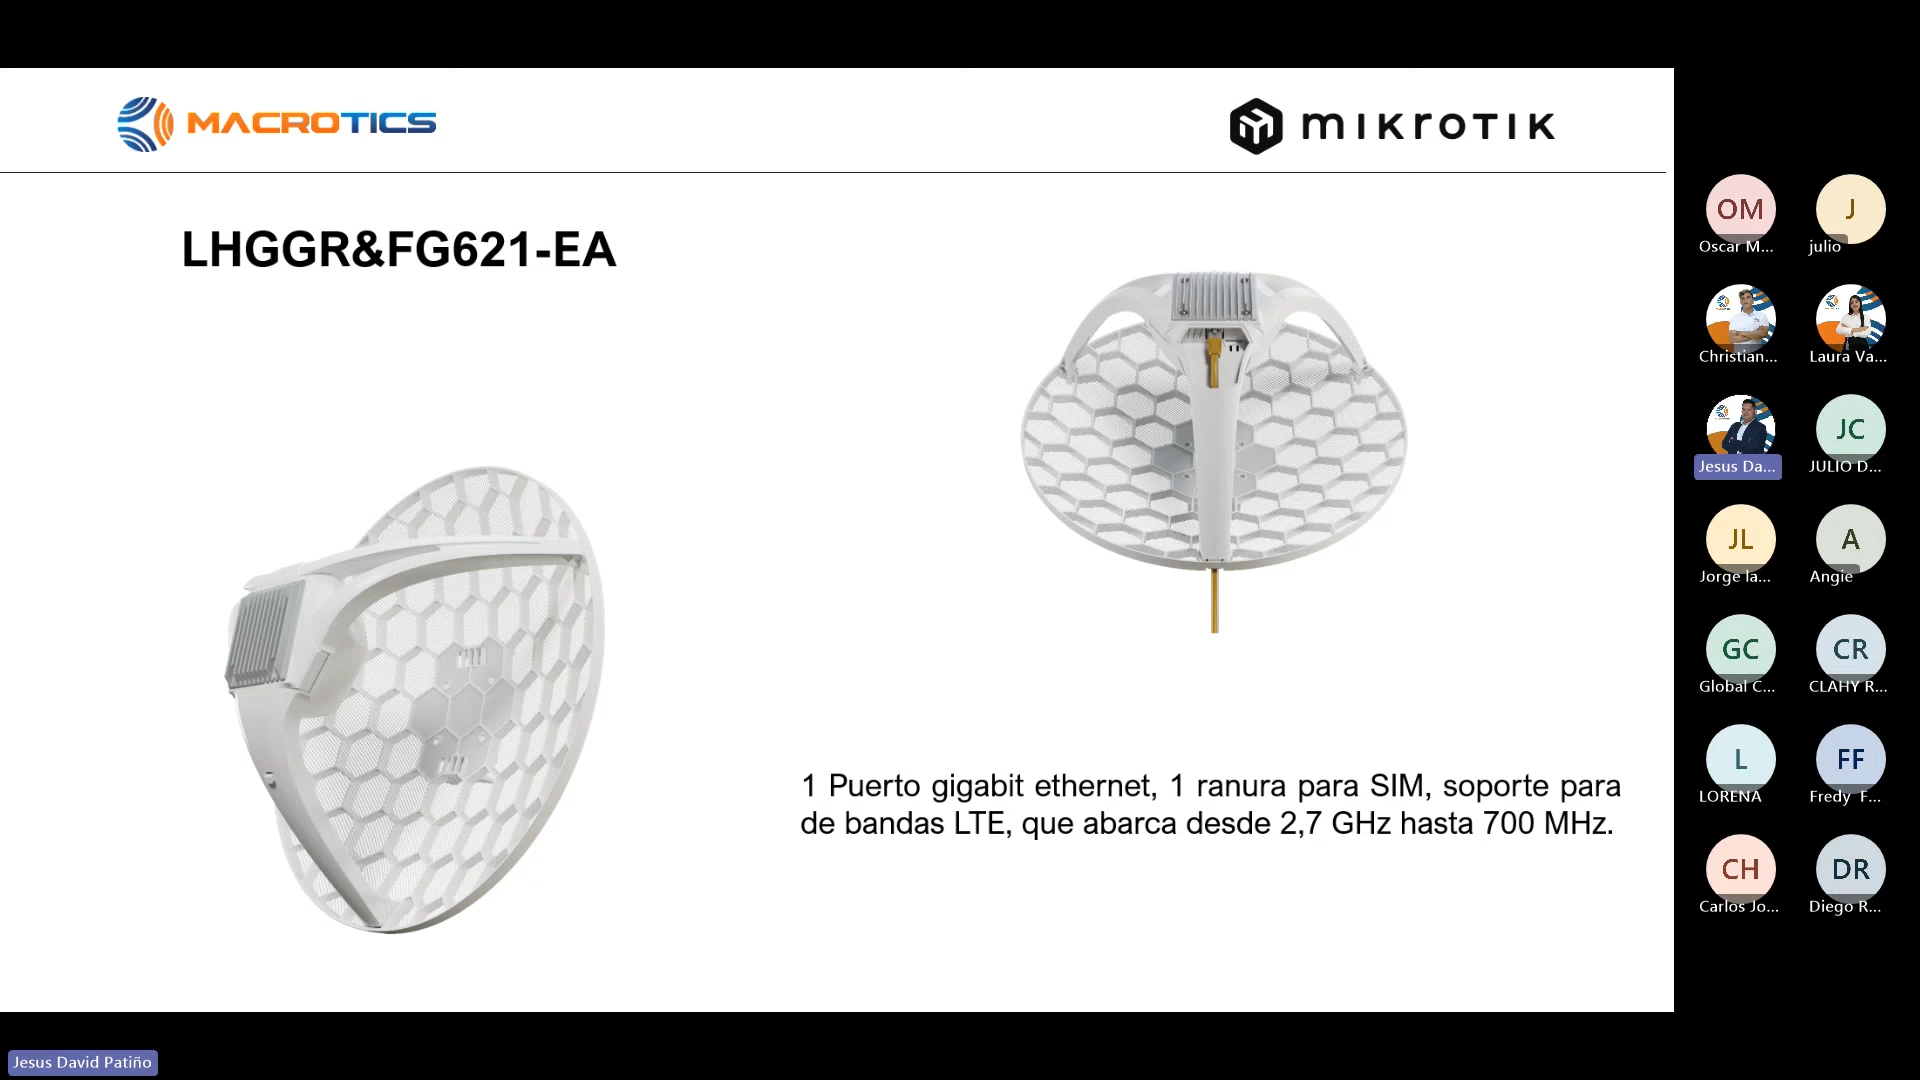 MACROTICS
mikrotik
LHGGR&FG621-EA
1 Puerto gigabit ethernet, 1 ranura para SIM, soporte para
de bandas LTE, que abarca desde 2,7 GHz hasta 700 MHz.
OM
J
Oscar M...
julio
Christian...
Laura Va...
JC
Jesus Da...
JULIO D...
JL
A
Jorge la...
Angie
GC
CR
Global C...
CLAHY R...
L
FF
LORENA
Fredy F...
CH
DR
Carlos Jo...
Diego R...
Jesus David Patiño